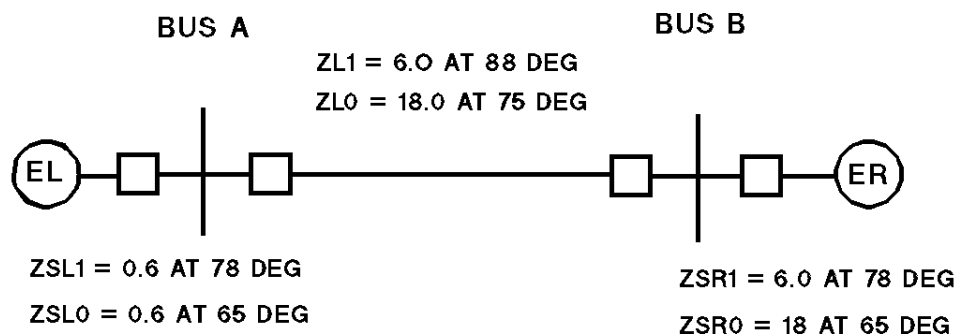 BUS A
BUS B
ZL1 = 6.0 AT 88 DEG
ZL0 = 18.0 AT 75 DEG
EL
ER
ZSL1 = 0.6 AT 78 DEG
ZSL0 = 0.6 AT 65 DEG
ZSR1 = 6.0 AT 78 DEG
ZSR0 = 18 AT 65 DEG